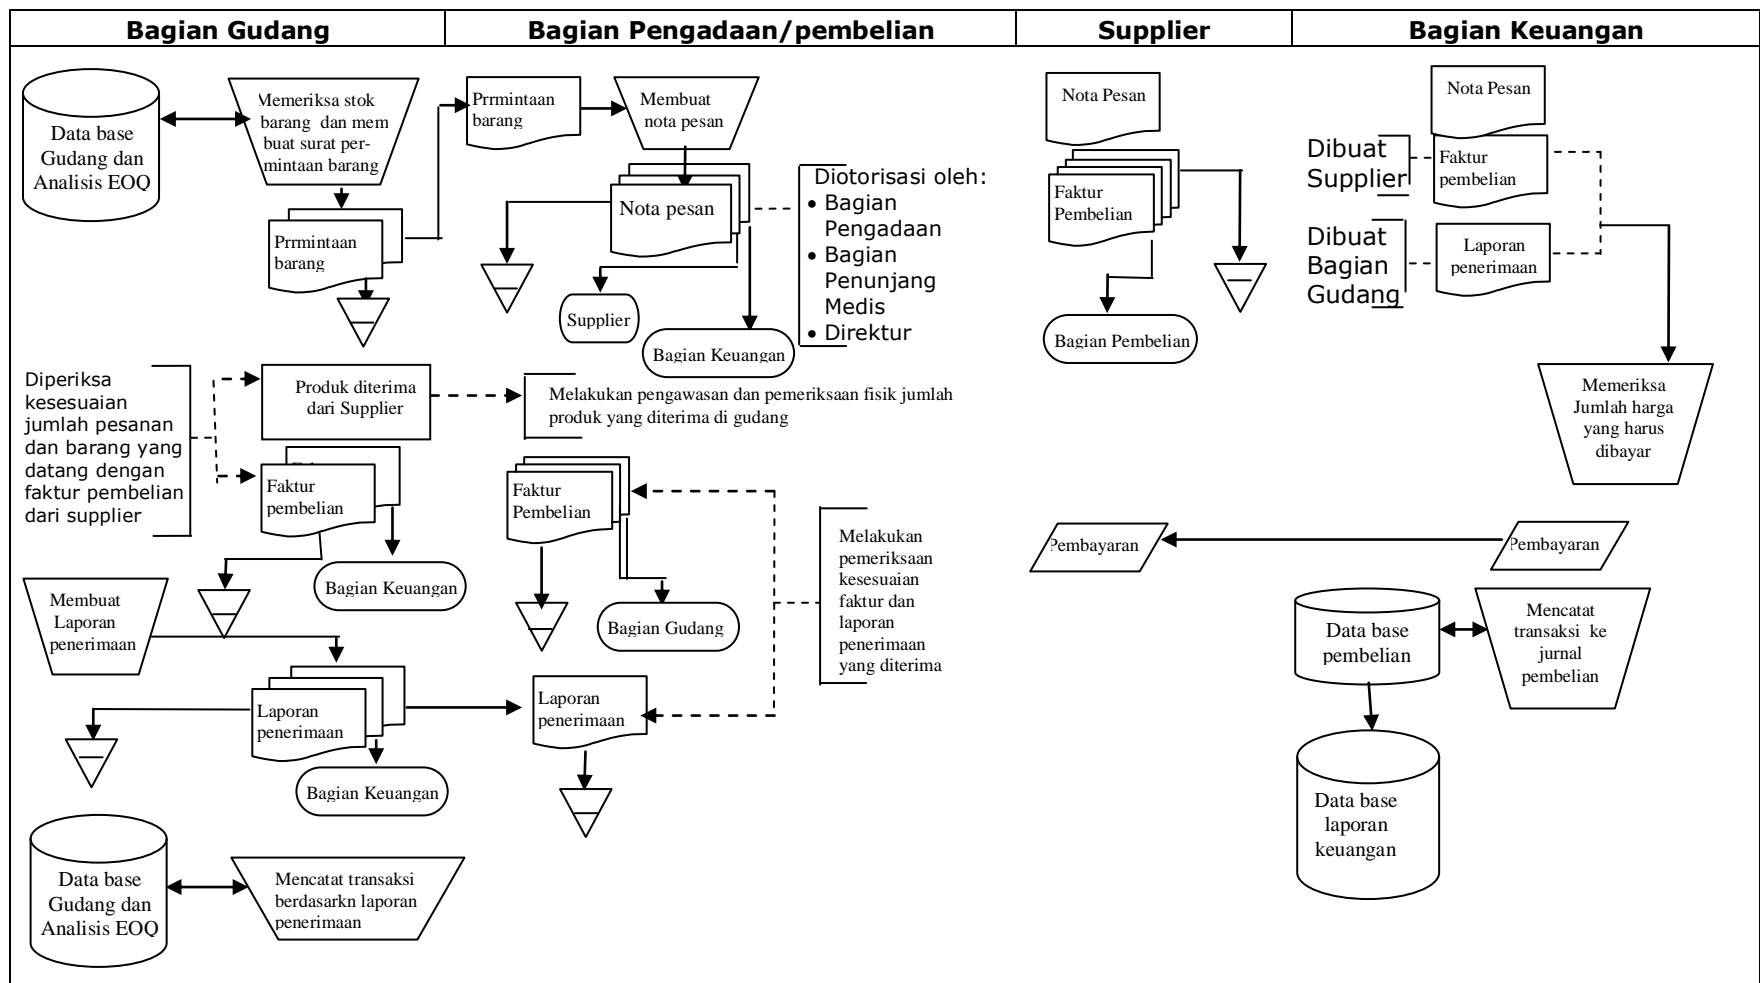 Bagian Gudang
Bagian Pengadaan/pembelian
Supplier
Bagian Keuangan
Data base
Gudang dan
Analisis EOQ
Memeriksa stok
barang dan mem
buat surat per-
mintaan barang
Prmintaan
barang
Prmintaan
barang
Membuat
nota pesan
Nota pesan
Supplier
Bagian Keuangan
Diotorisasi oleh:
• Bagian
Pengadaan
• Bagian
Penunjang
Medis
• Direktur
Nota Pesan
Faktur
Pembelian
Bagian Pembelian
Nota Pesan
Dibuat
Supplier
Faktur
pembelian
Dibuat
Bagian
Gudang
Laporan
penerimaan
Memeriksa
Jumlah harga
yang harus
dibayar
Diperiksa
kesesuaian
jumlah pesanan
dan barang yang
datang dengan
faktur pembelian
dari supplier
Produk diterima
dari Supplier
Melakukan pengawasan dan pemeriksaan fisik jumlah
produk yang diterima di gudang
Faktur
pembelian
Bagian Keuangan
Faktur
Pembelian
Bagian Gudang
Melakukan
pemeriksaan
kesesuaian
faktur dan
laporan
penerimaan
yang diterima
Pembayaran
Pembayaran
Membuat
Laporan
penerimaan
Laporan
penerimaan
Bagian Keuangan
Laporan
penerimaan
Data base
pembelian
Mencatat
transaksi ke
jurnal
pembelian
Data base
laporan
keuangan
Data base
Gudang dan
Analisis EOQ
Mencatat transaksi
berdasarkn laporan
penerimaan